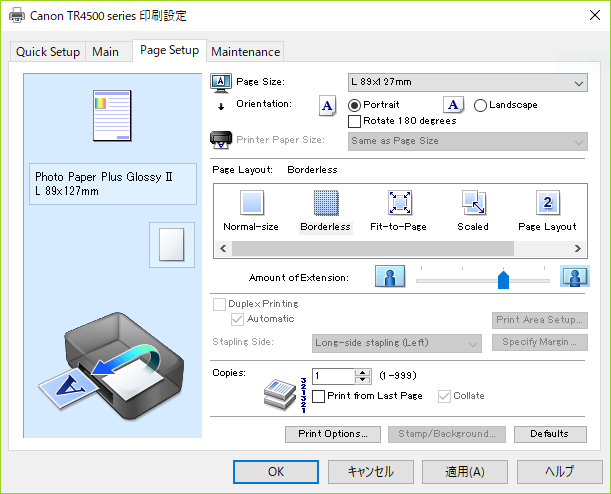 Canon TR4500 series 印刷設定
Quick Setup Main Page Setup Maintenance
Page Size: L 89x127mm
Orientation: A Portrait A Landscape
Rotate 180 degrees
Printer Paper Size: Same as Page Size
Photo Paper Plus Glossy II
L 89x127mm
Page Layout: Borderless
Normal-size Borderless Fit-to-Page Scaled Page Layout
Amount of Extension:
Duplex Printing
Automatic
Print Area Setup...
Stapling Side: Long-side stapling (Left) Specify Margin...
Copies: 1 (1-999)
Print from Last Page Collate
Print Options... Stamp/Background... Defaults
OK キャンセル 適用(A) ヘルプ